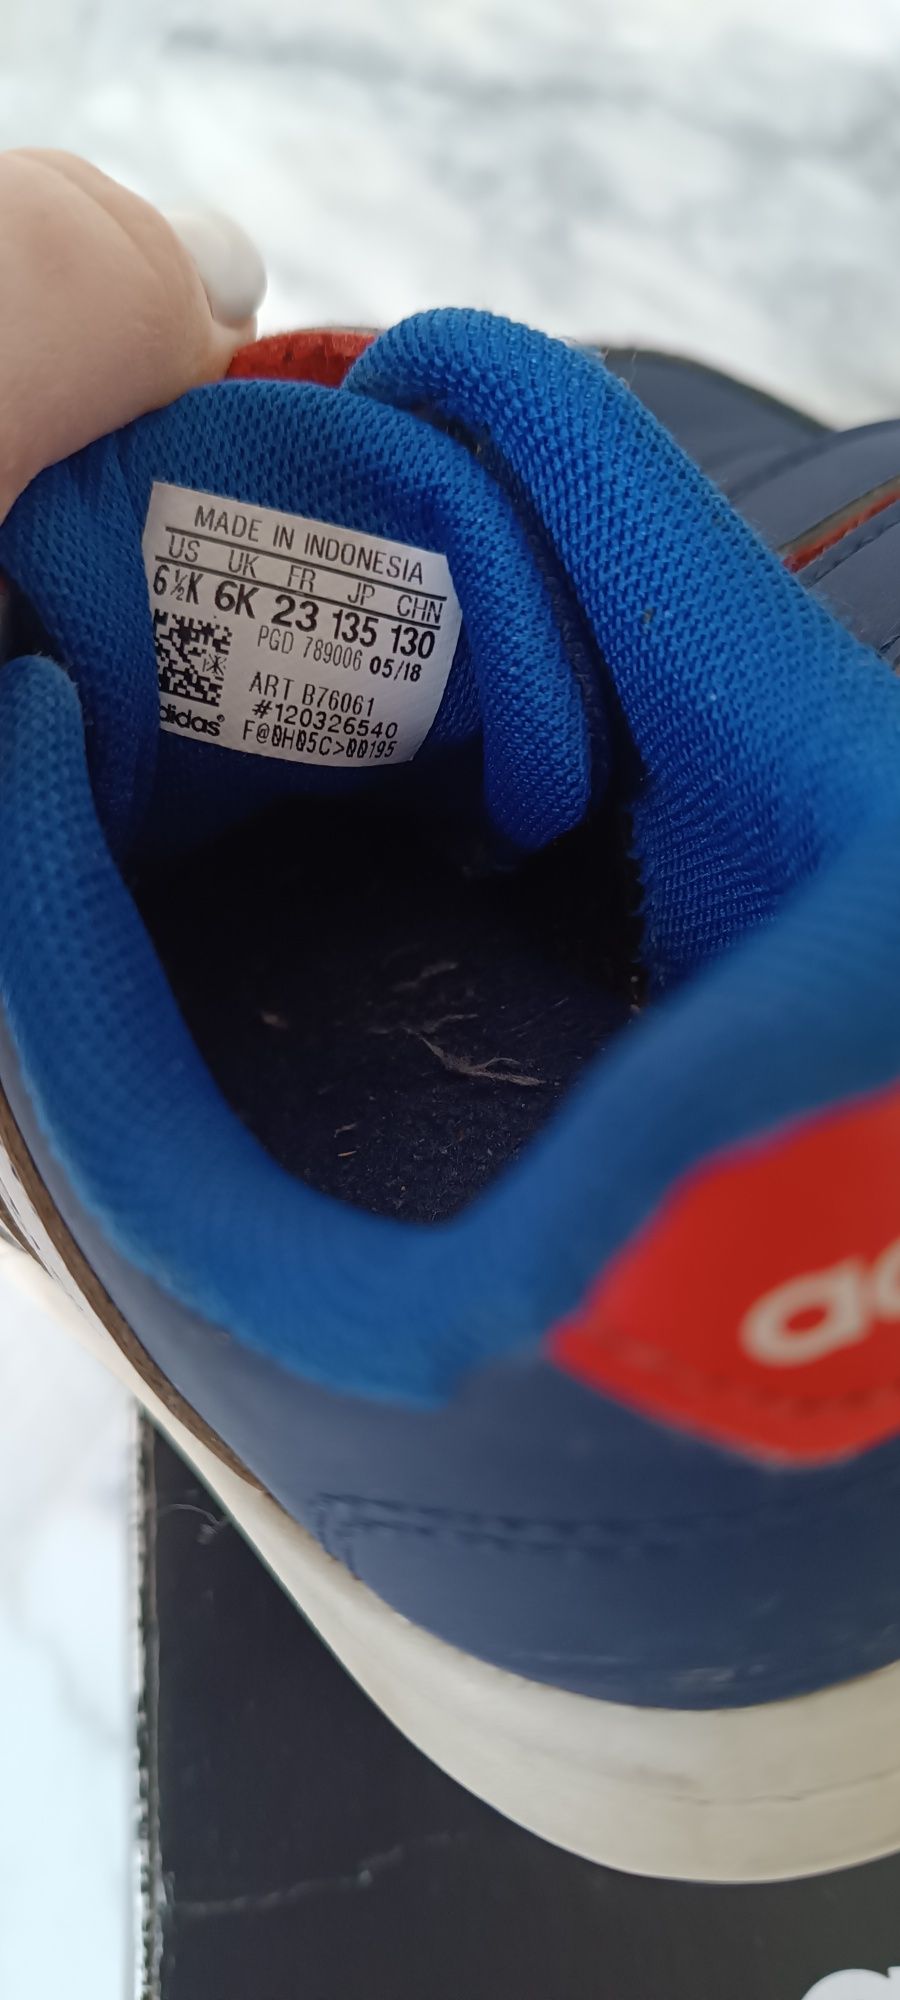 MADE IN INDONESIA
US UK FR JP CHN
6½K 6K 23 135 130
PGD 789006 05/18
ART B76061
#120326540
adidas® F@0H05C>00195